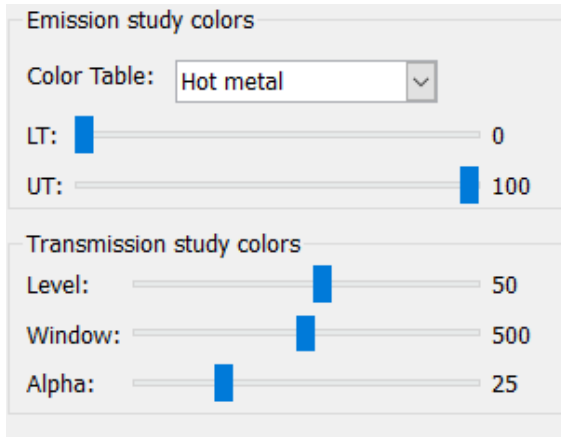 Emission study colors
Color Table: Hot metal
LT: 0
UT: 100
Transmission study colors
Level: 50
Window: 500
Alpha: 25